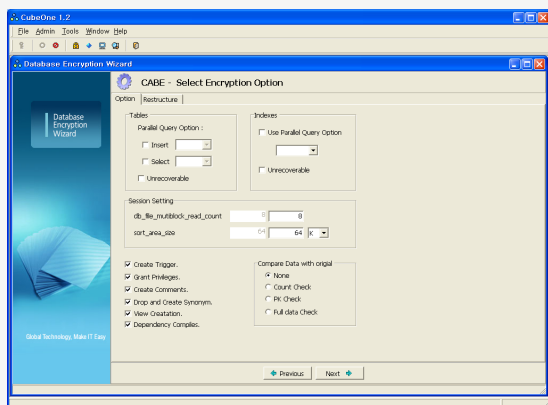 CubeOne 1.2
File Admin Tools Window Help
Database Encryption Wizard
CABE - Select Encryption Option
Option Restructure
Database
Encryption
Wizard
Tables
Parallel Query Option :
Insert
Select
Unrecoverable
Indexes
Use Parallel Query Option
Unrecoverable
Session Setting
db_file_mutiblock_read_count 8 8
sort_area_size 64 64 K
Create Trigger.
Grant Privileges.
Create Comments.
Drop and Create Synonym.
View Creatation.
Dependency Compiles.
Compare Data with origial
None
Count Check
PK Check
Full data Check
Global Technology, Make IT Easy
Previous Next